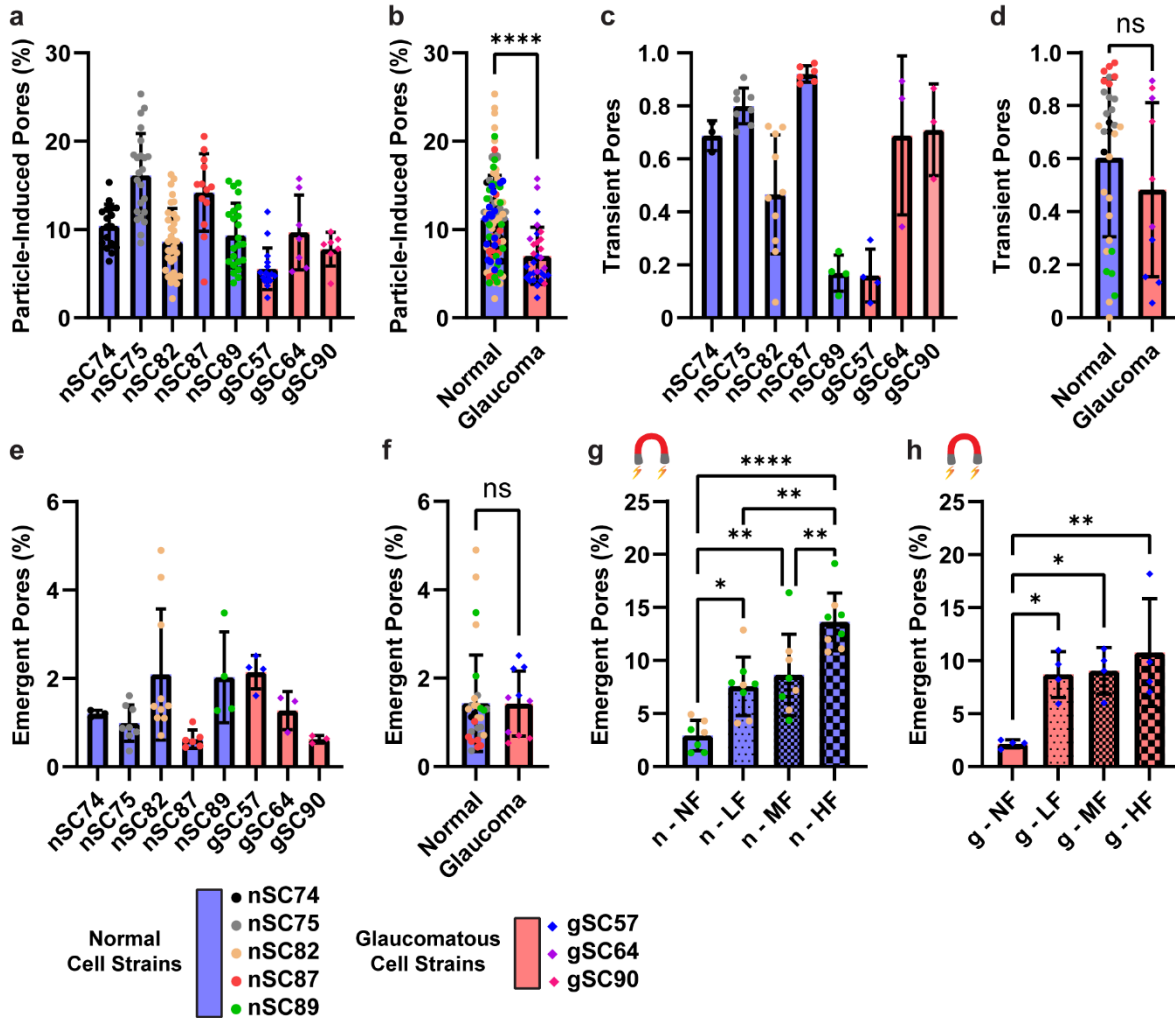 a
b
c
d
Particle-Induced Pores (%)
30
20
10
0
nSC74
nSC75
nSC82
nSC87
nSC89
gSC57
gSC64
gSC90
Particle-Induced Pores (%)
30
20
10
0
****
Normal
Glaucoma
Transient Pores
1.0
0.8
0.6
0.4
0.2
0
nSC74
nSC75
nSC82
nSC87
nSC89
gSC57
gSC64
gSC90
Transient Pores
1.0
0.8
0.6
0.4
0.2
0
ns
Normal
Glaucoma
e
f
g
h
Emergent Pores (%)
6
4
2
0
nSC74
nSC75
nSC82
nSC87
nSC89
gSC57
gSC64
gSC90
Emergent Pores (%)
6
4
2
0
ns
Normal
Glaucoma
Emergent Pores (%)
25
20
15
10
5
0
****
**
**
**
*
n - NF
n - LF
n - MF
n - HF
Emergent Pores (%)
25
20
15
10
5
0
**
*
*
g - NF
g - LF
g - MF
g - HF
Normal
Cell Strains
nSC74
nSC75
nSC82
nSC87
nSC89
Glaucomatous
Cell Strains
gSC57
gSC64
gSC90